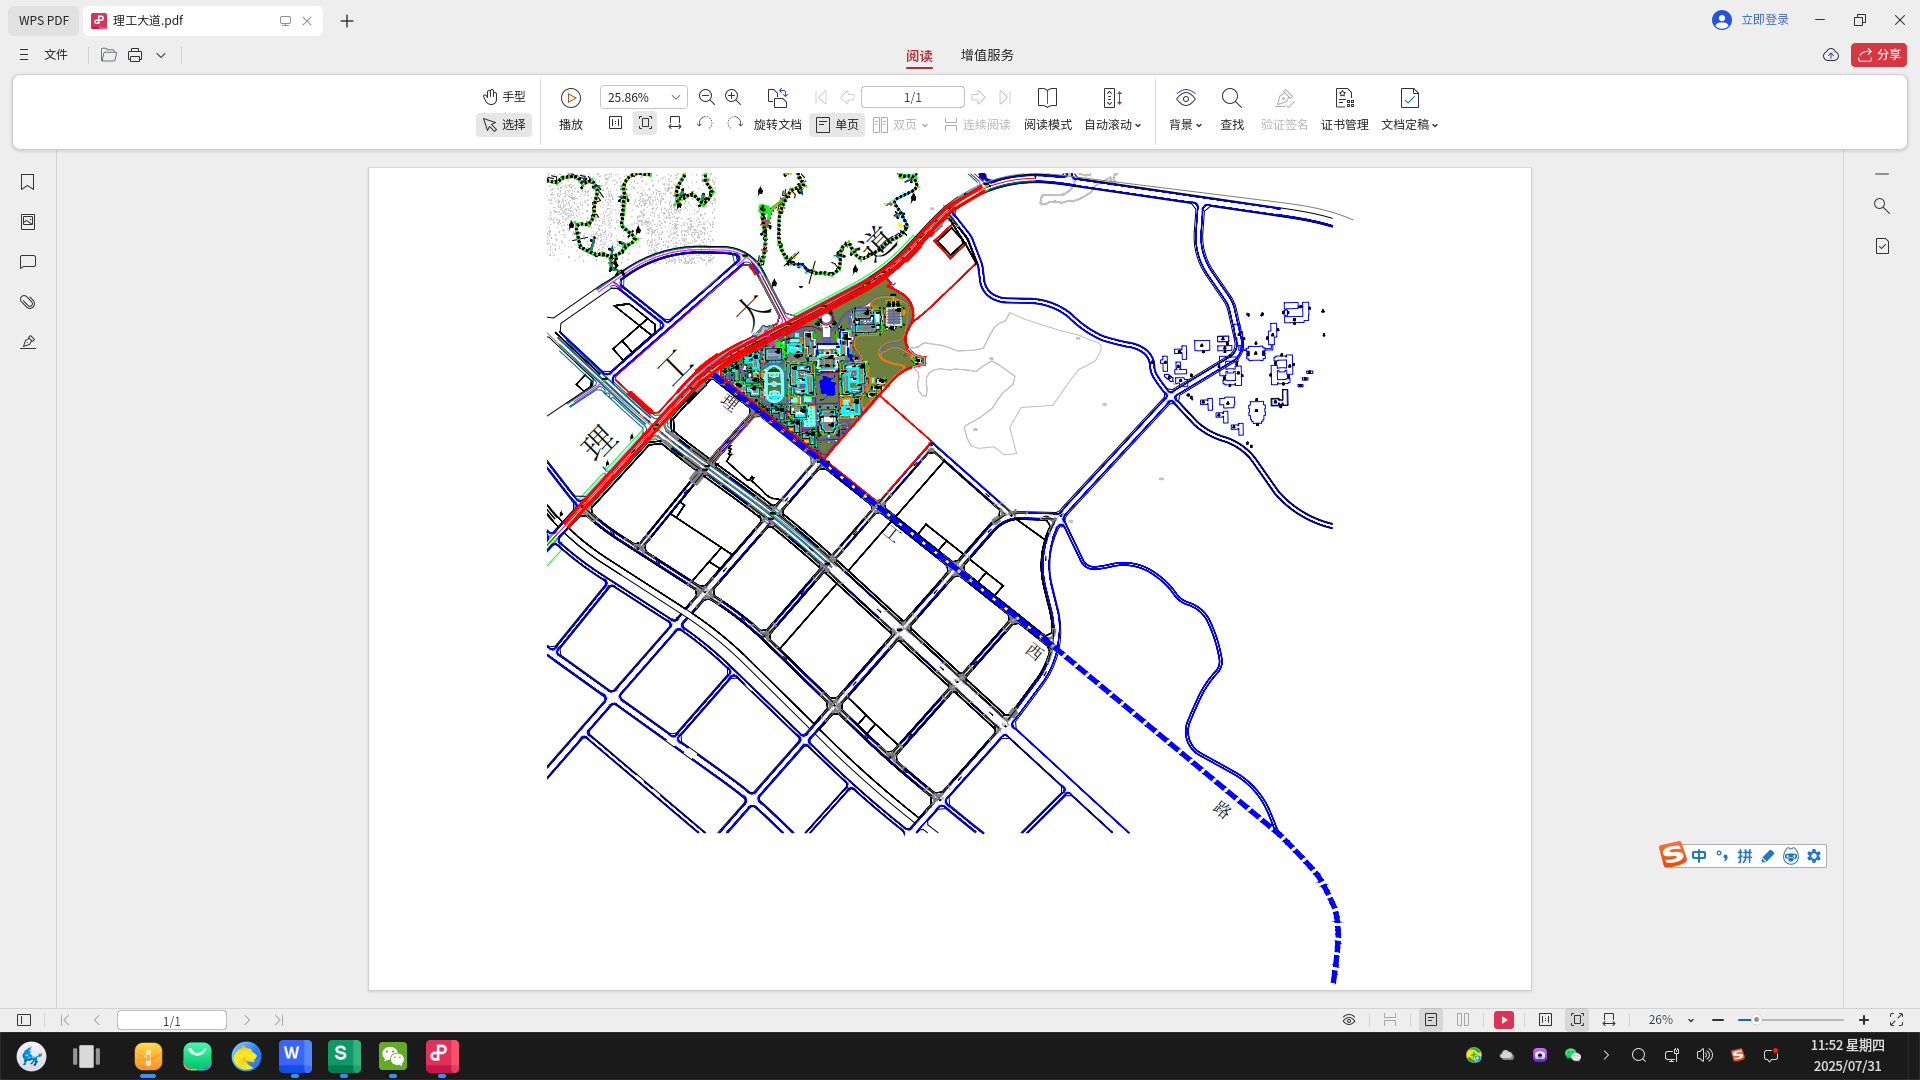 WPS PDF
理工大道.pdf
立即登录
文件
阅读
增值服务
分享
手型
选择
播放
25.86%
旋转文档
1/1
单页
双页
连续阅读
阅读模式
自动滚动
背景
查找
验证签名
证书管理
文档定稿
道
大
工
理
理
工
西
路
中
拼
1/1
26%
11:52 星期四
2025/07/31